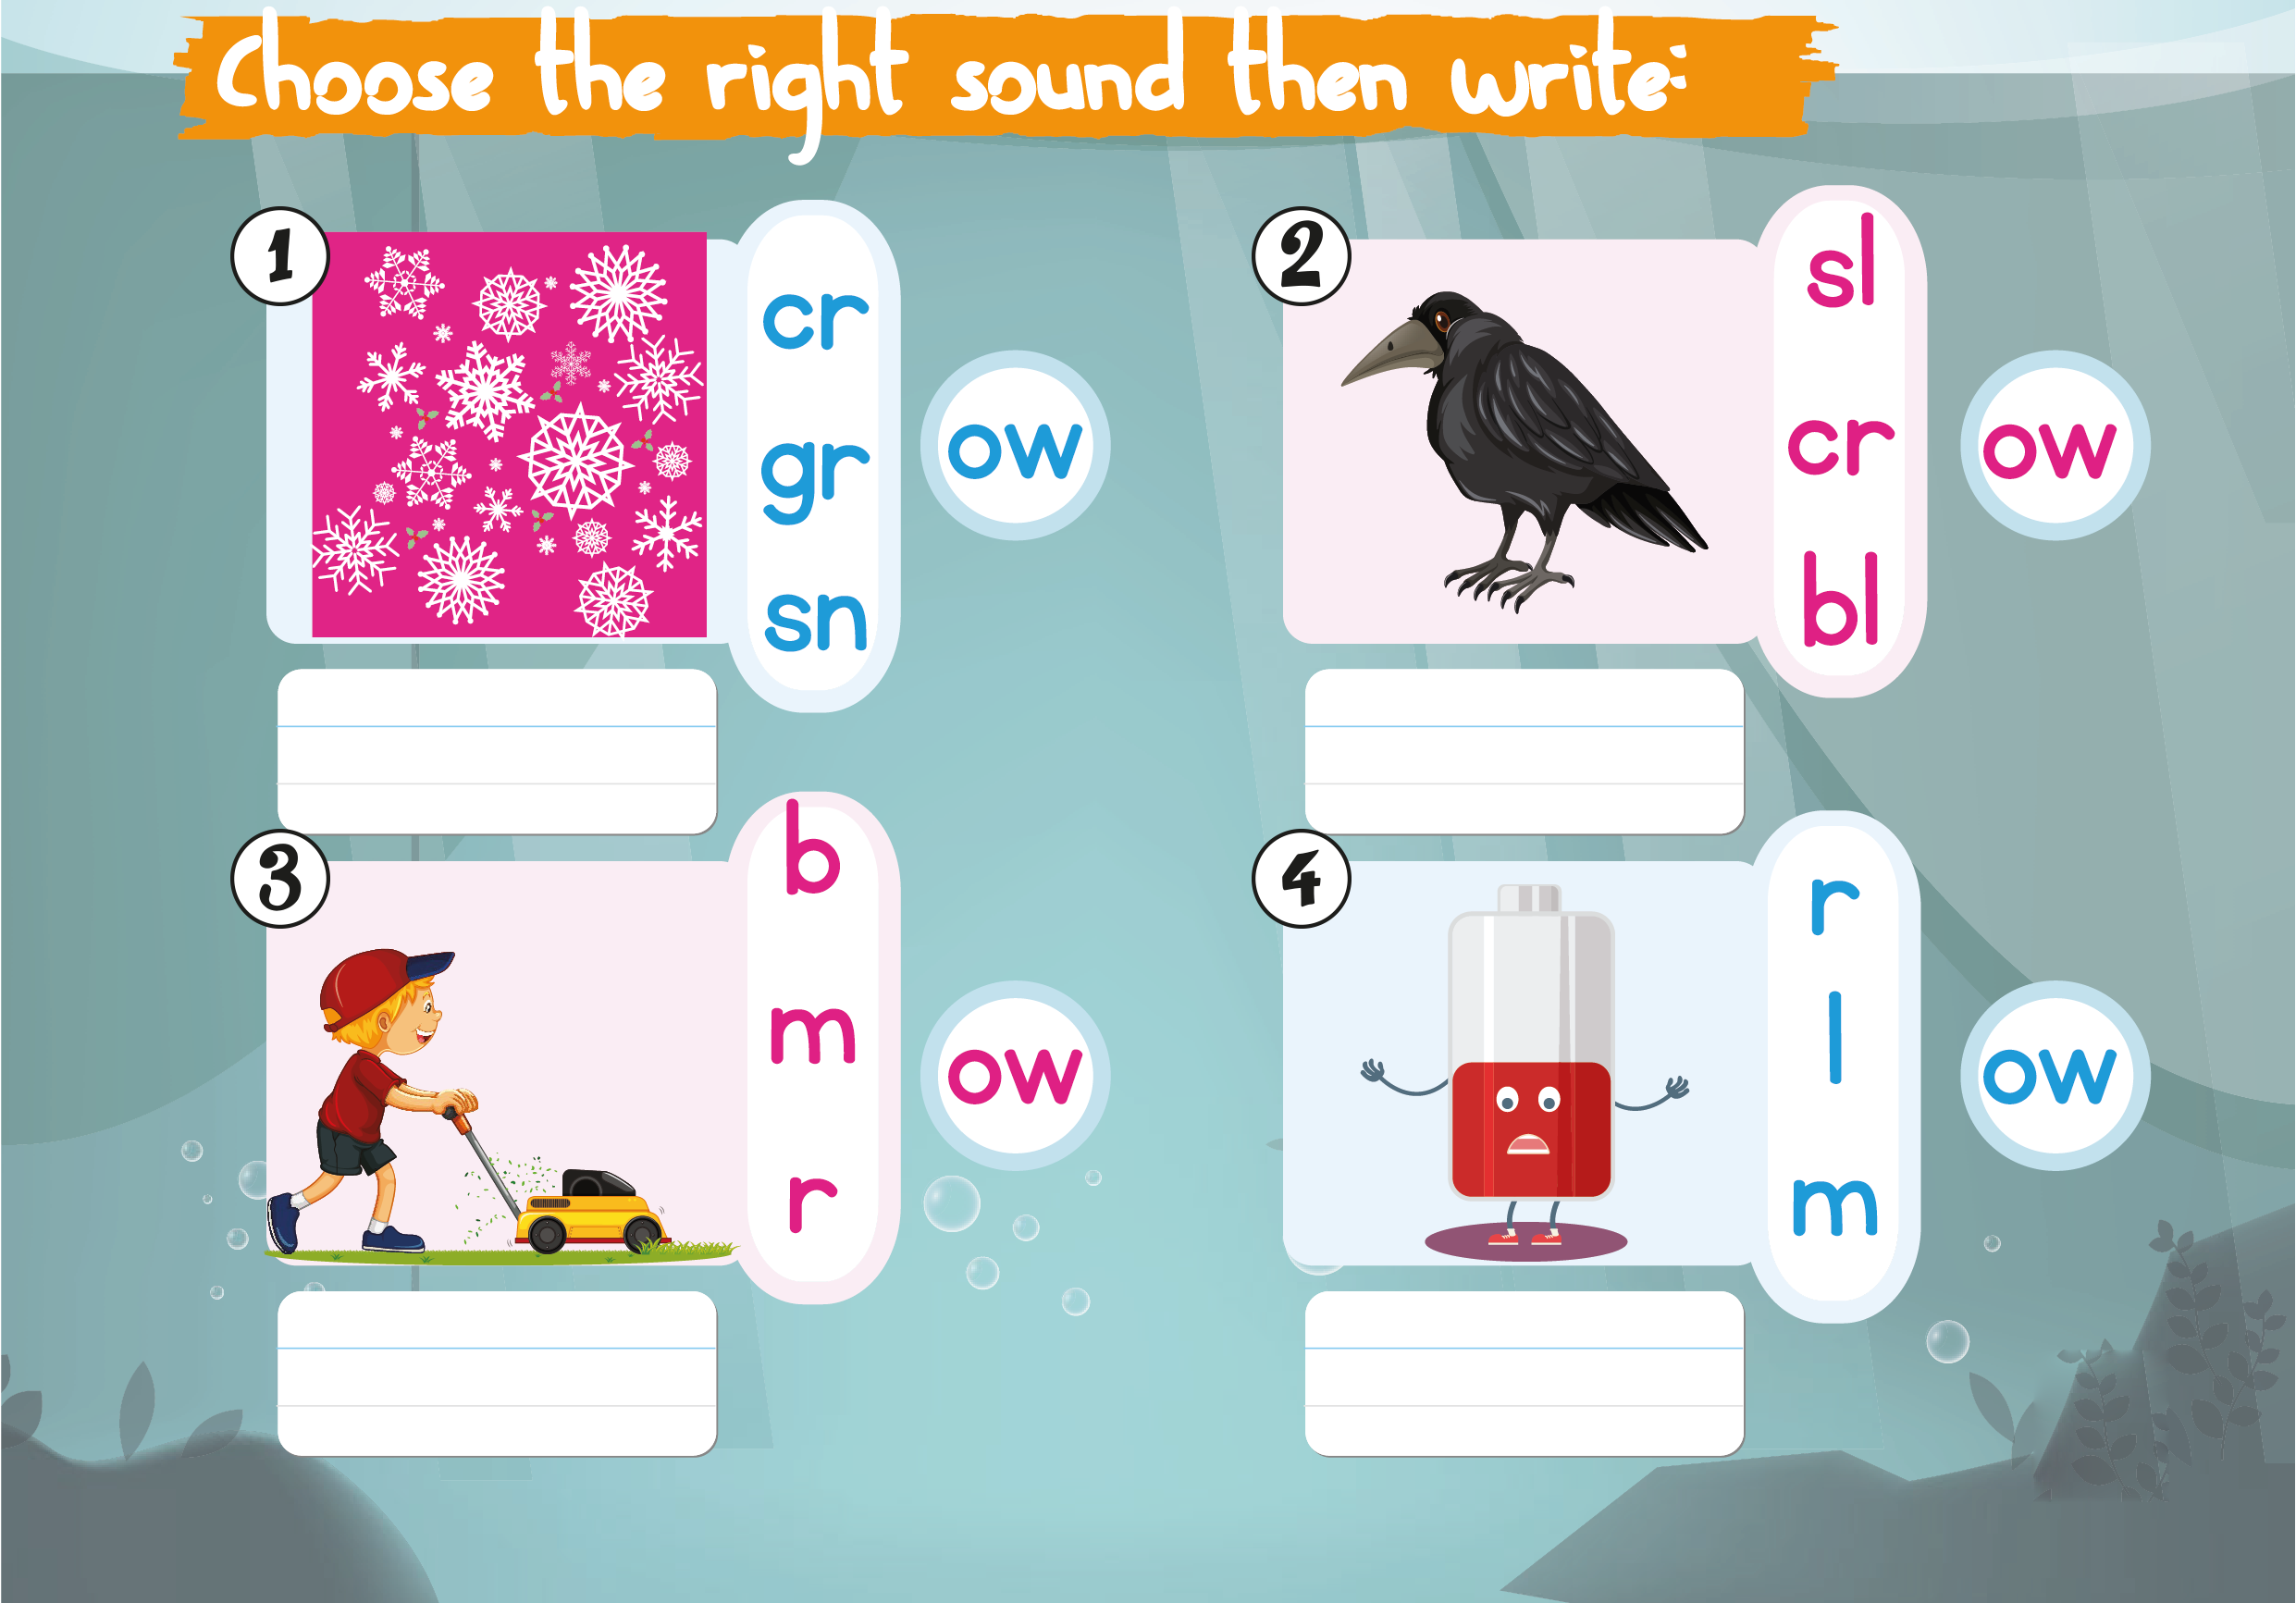 Choose the right sound then write:
1
cr
gr
sn
ow
2
sl
cr
bl
ow
3
b
m
r
ow
4
r
l
m
ow